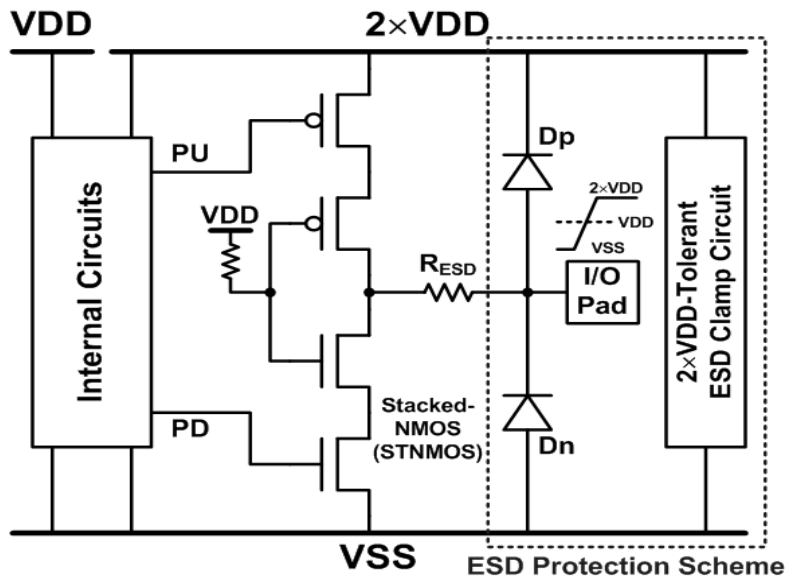 VDD
2×VDD
PU
Dp
2×VDD
VDD
VSS
VDD
Internal Circuits
R_ESD
I/O
Pad
2×VDD-Tolerant
ESD Clamp Circuit
Stacked-
NMOS
(STNMOS)
PD
Dn
VSS
ESD Protection Scheme